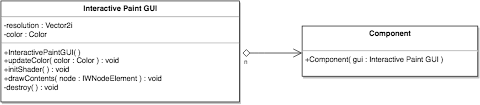 Interactive Paint GUI
-resolution : Vector2i
-color : Color
+InteractivePaintGUI( )
+updateColor( color : Color ) : void
+initShader( ) : void
+drawContents( node : IWNodeElement ) : void
-destroy( ) : void
n
Component
+Component( gui : Interactive Paint GUI )